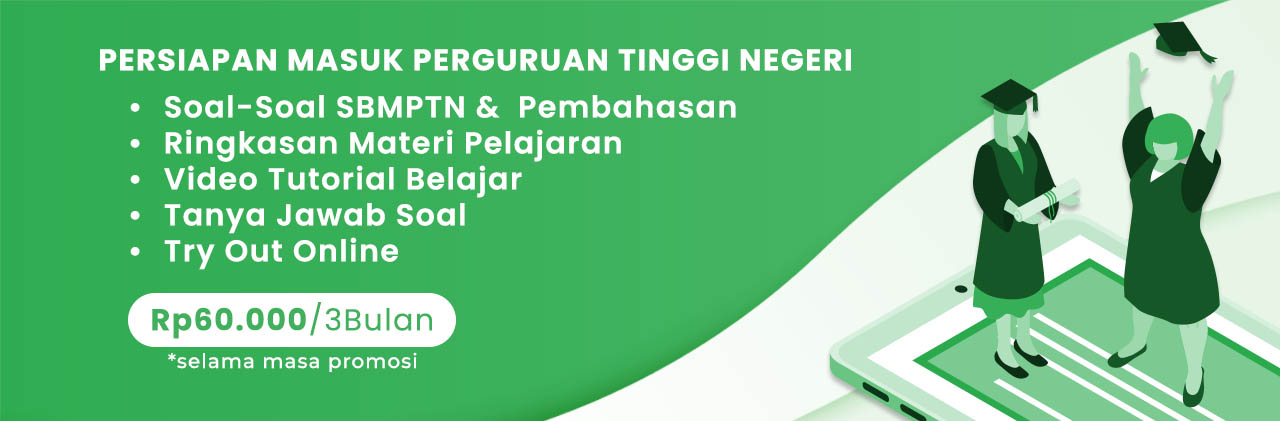 PERSIAPAN MASUK PERGURUAN TINGGI NEGERI
• Soal-Soal SBMPTN & Pembahasan
• Ringkasan Materi Pelajaran
• Video Tutorial Belajar
• Tanya Jawab Soal
• Try Out Online
Rp60.000/3Bulan
*selama masa promosi